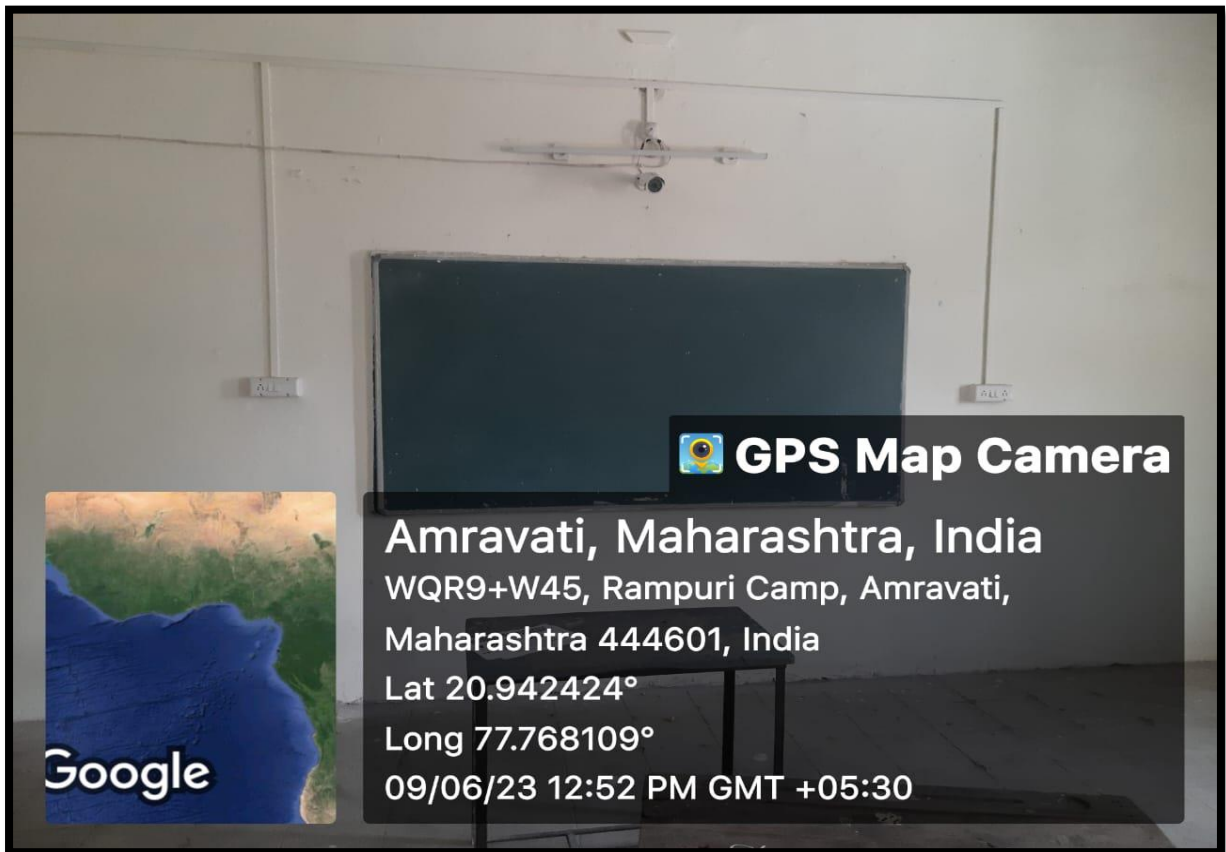 GPS Map Camera
Amravati, Maharashtra, India
WQR9+W45, Rampuri Camp, Amravati,
Maharashtra 444601, India
Lat 20.942424°
Long 77.768109°
09/06/23 12:52 PM GMT +05:30
Google